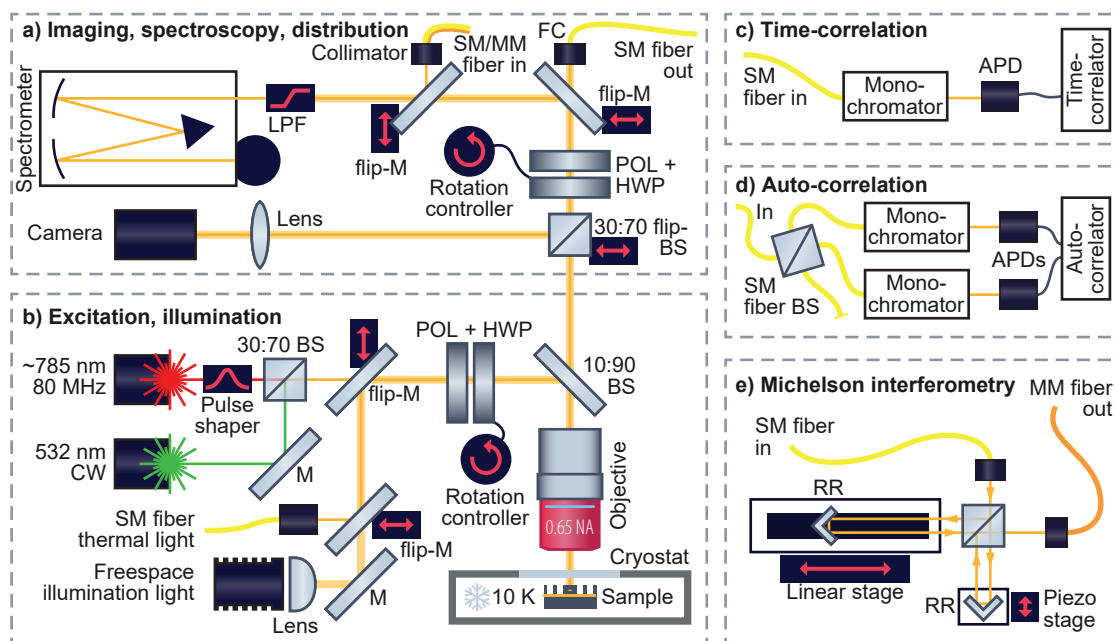 a) Imaging, spectroscopy, distribution
Collimator
SM/MM
fiber in
FC
SM fiber
out
Spectrometer
LPF
flip-M
flip-M
Rotation
controller
POL +
HWP
Camera
Lens
30:70 flip-
BS
b) Excitation, illumination
30:70 BS
POL + HWP
~785 nm
80 MHz
Pulse
shaper
flip-M
10:90
BS
532 nm
CW
M
Rotation
controller
Objective
0.65 NA
SM fiber
thermal light
flip-M
Freespace
illumination light
Lens
M
Cryostat
10 K
Sample
c) Time-correlation
SM
fiber in
Mono-
chromator
APD
Time-
correlator
d) Auto-correlation
In
Mono-
chromator
SM
fiber BS
Mono-
chromator
APDs
Auto-
correlator
e) Michelson interferometry
SM fiber
in
MM fiber
out
RR
Linear stage
RR
Piezo
stage